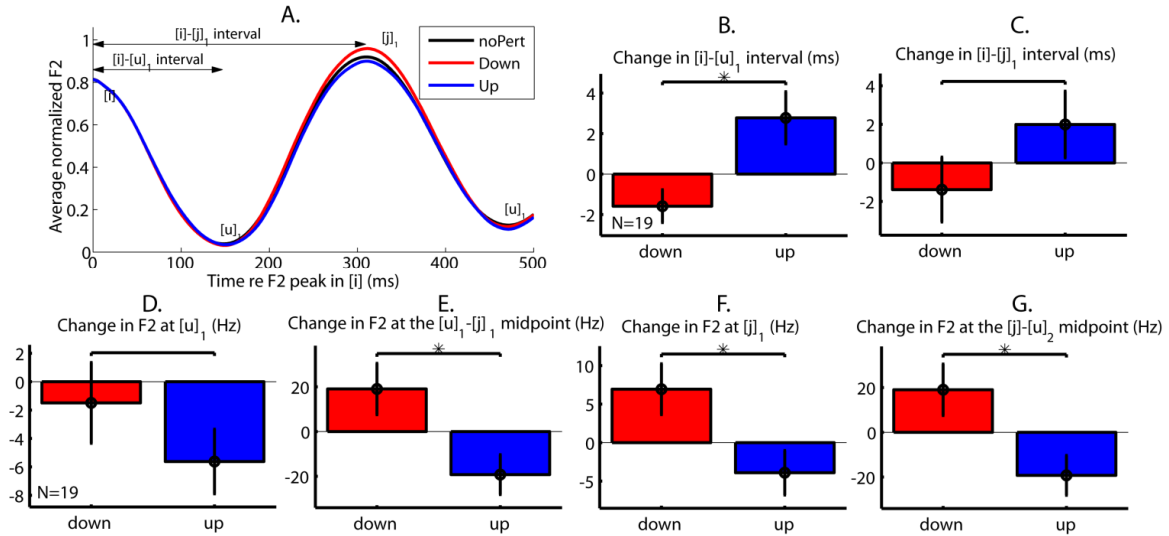 A.
[i]-[j]1 interval
[i]-[u]1 interval
[i]
[j]1
[u]1
[u]1
noPert
Down
Up
Average normalized F2
1
0.8
0.6
0.4
0.2
0
0 100 200 300 400 500
Time re F2 peak in [i] (ms)
B.
Change in [i]-[u]1 interval (ms)
*
4
2
0
-2
N=19
down up
C.
Change in [i]-[j]1 interval (ms)
4
2
0
-2
down up
D.
Change in F2 at [u]1 (Hz)
2
0
-2
-4
-6
-8
N=19
down up
E.
Change in F2 at the [u]1-[j]1 midpoint (Hz)
*
20
0
-20
down up
F.
Change in F2 at [j]1 (Hz)
*
10
5
0
-5
down up
G.
Change in F2 at the [j]-[u]2 midpoint (Hz)
*
20
0
-20
down up